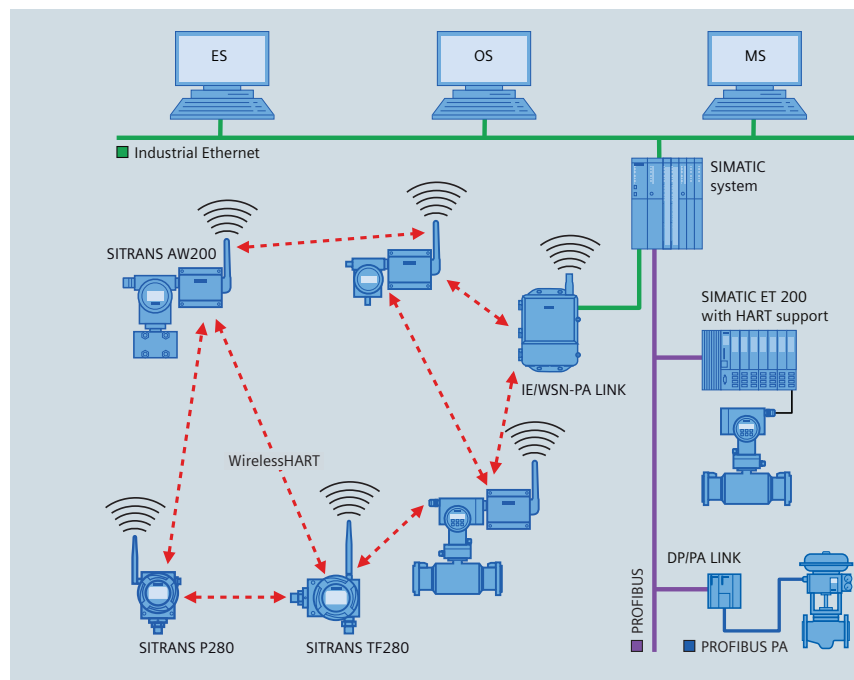 ES
OS
MS
Industrial Ethernet
SIMATIC
system
SITRANS AW200
SIMATIC ET 200
with HART support
IE/WSN-PA LINK
WirelessHART
DP/PA LINK
PROFIBUS
SITRANS P280
SITRANS TF280
PROFIBUS PA